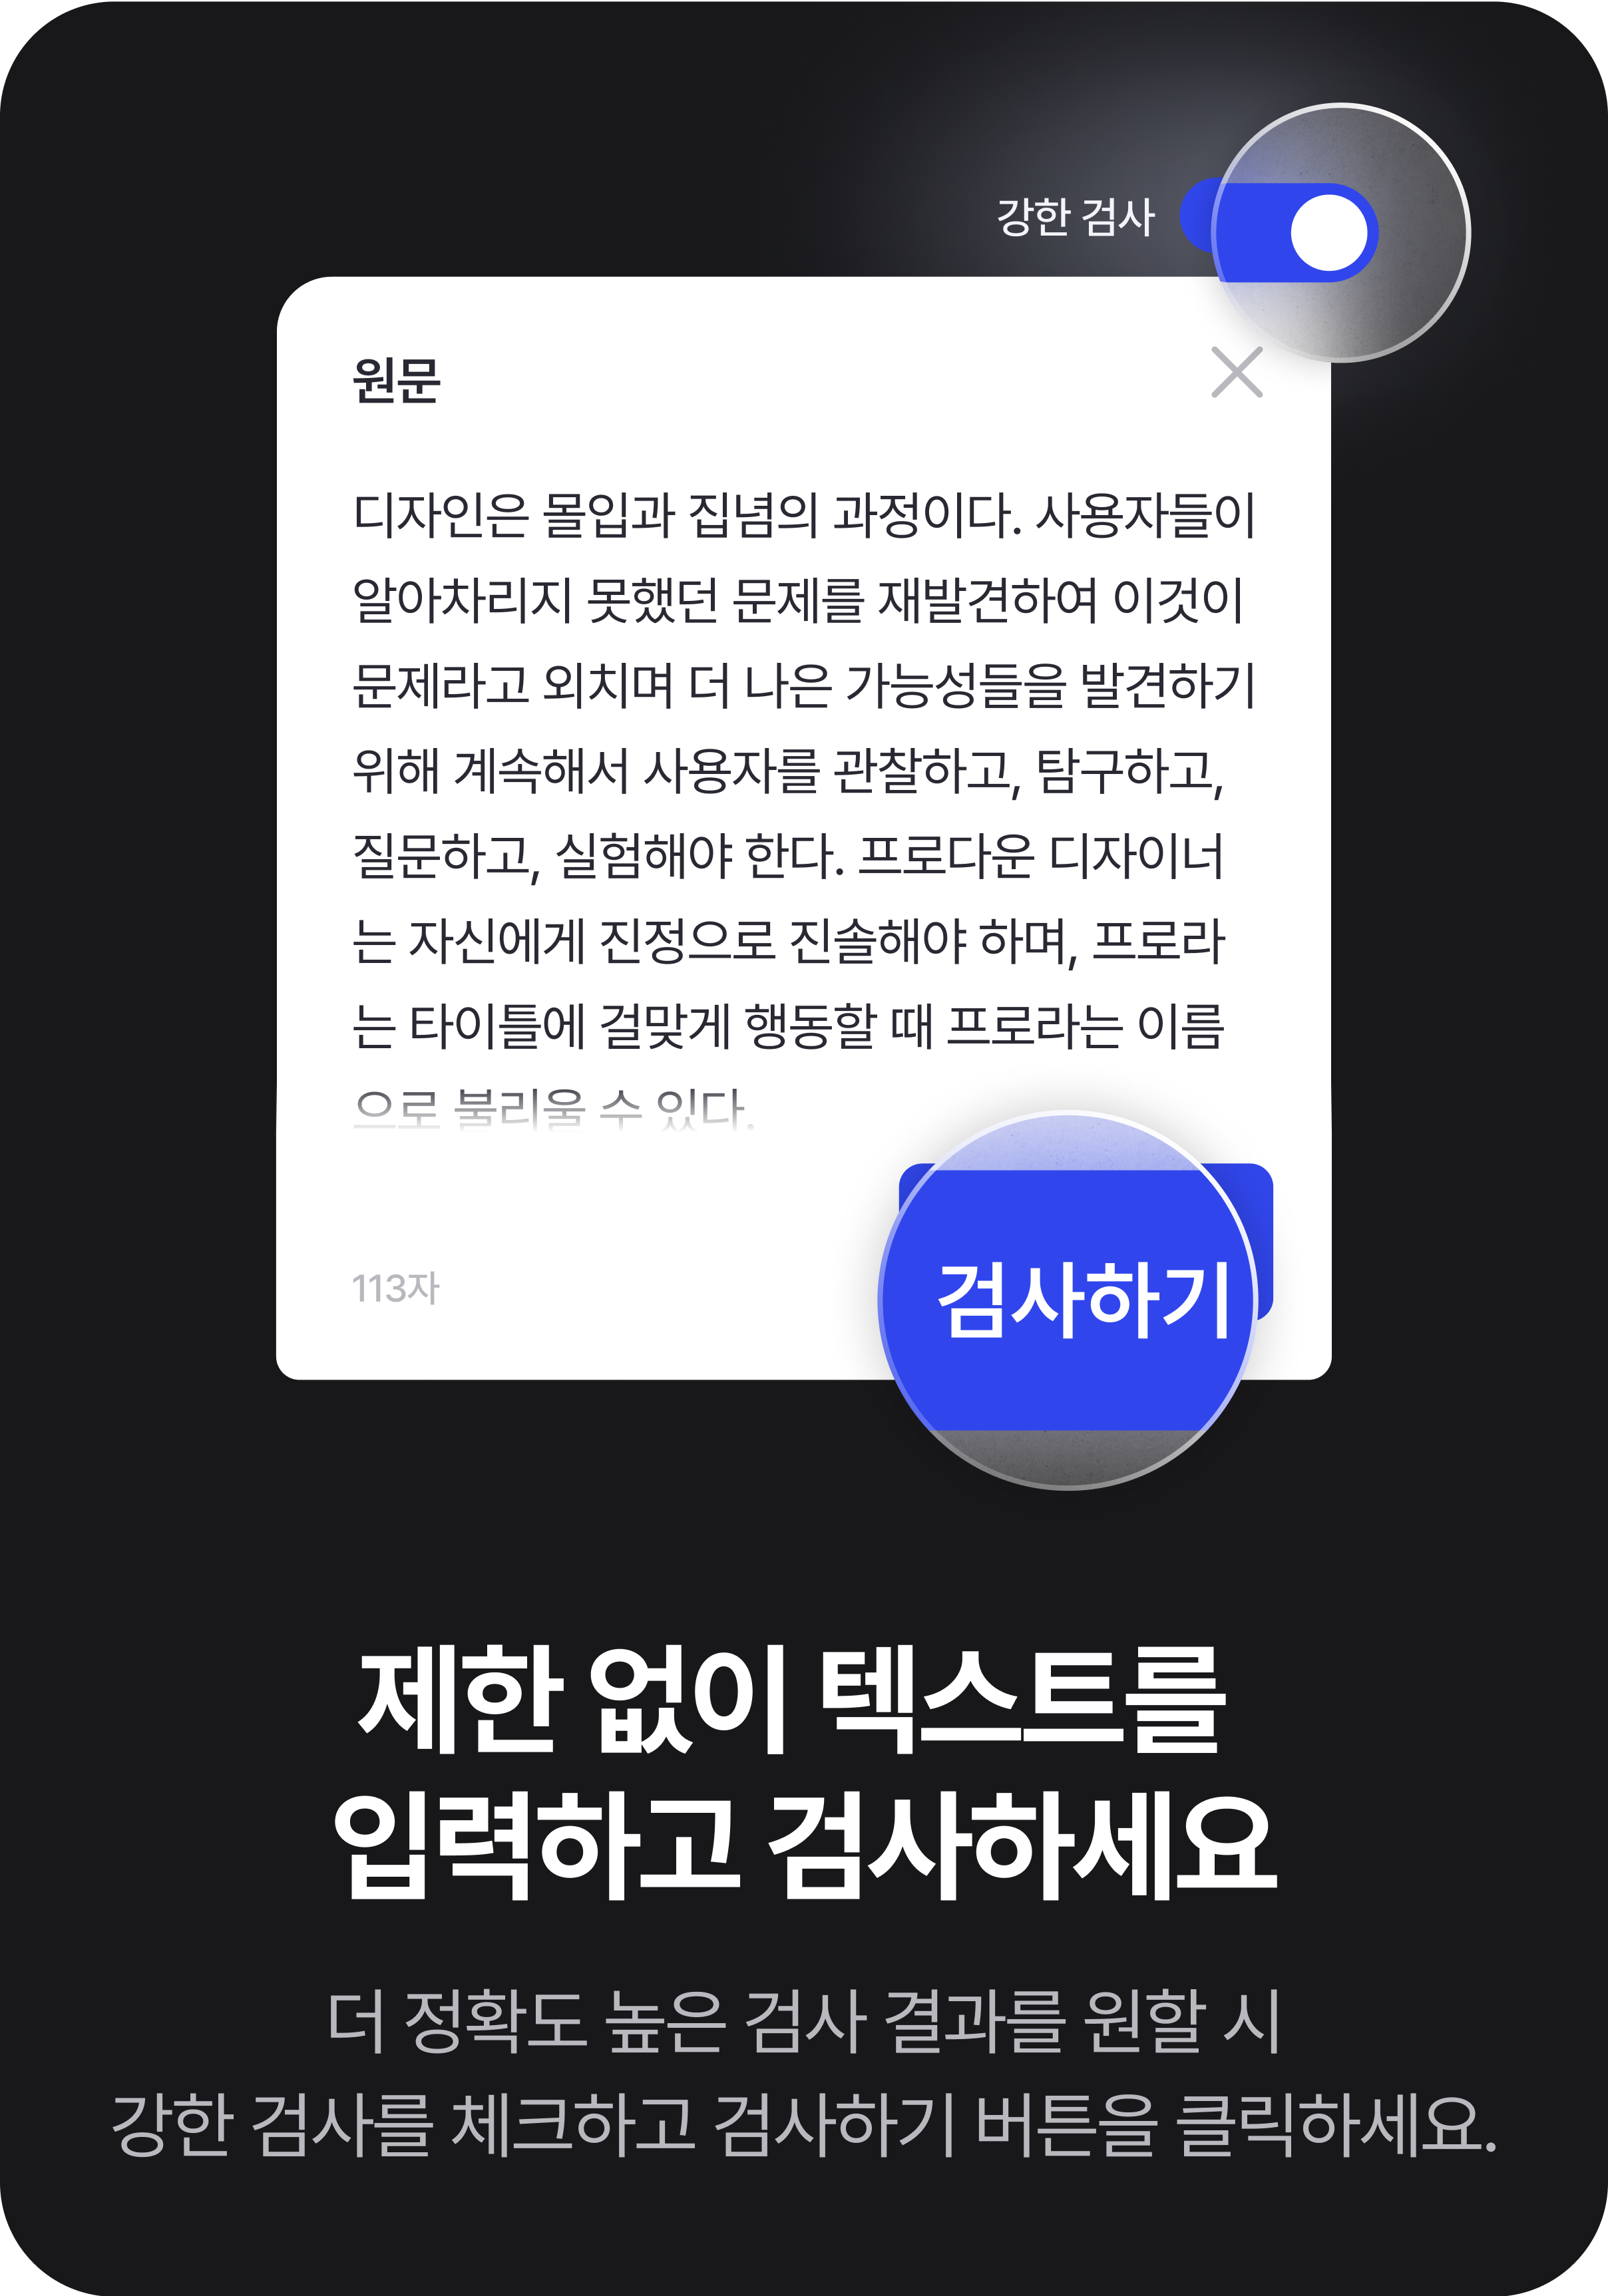 강한 검사
원문
디자인은 몰입과 집념의 과정이다. 사용자들이
알아차리지 못했던 문제를 재발견하여 이것이
문제라고 외치며 더 나은 가능성들을 발견하기
위해 계속해서 사용자를 관찰하고, 탐구하고,
질문하고, 실험해야 한다. 프로다운 디자이너
는 자신에게 진정으로 진솔해야 하며, 프로라
는 타이틀에 걸맞게 행동할 때 프로라는 이름
으로 불리울 수 있다.
113자
검사하기
제한 없이 텍스트를
입력하고 검사하세요
더 정확도 높은 검사 결과를 원할 시
강한 검사를 체크하고 검사하기 버튼을 클릭하세요.